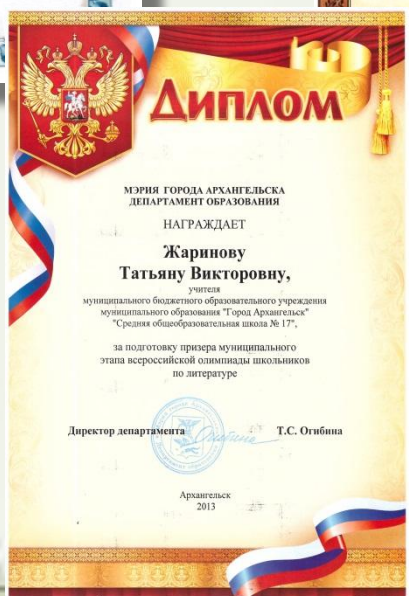 ДИПЛОМ
МЭРИЯ ГОРОДА АРХАНГЕЛЬСКА
ДЕПАРТАМЕНТ ОБРАЗОВАНИЯ
НАГРАЖДАЕТ
Жаринову
Татьяну Викторовну,
учителя
муниципального бюджетного образовательного учреждения
муниципального образования "Город Архангельск"
"Средняя общеобразовательная школа № 17",
за подготовку призера муниципального
этапа всероссийской олимпиады школьников
по литературе
Директор департамента Т.С. Огибина
Архангельск
2013